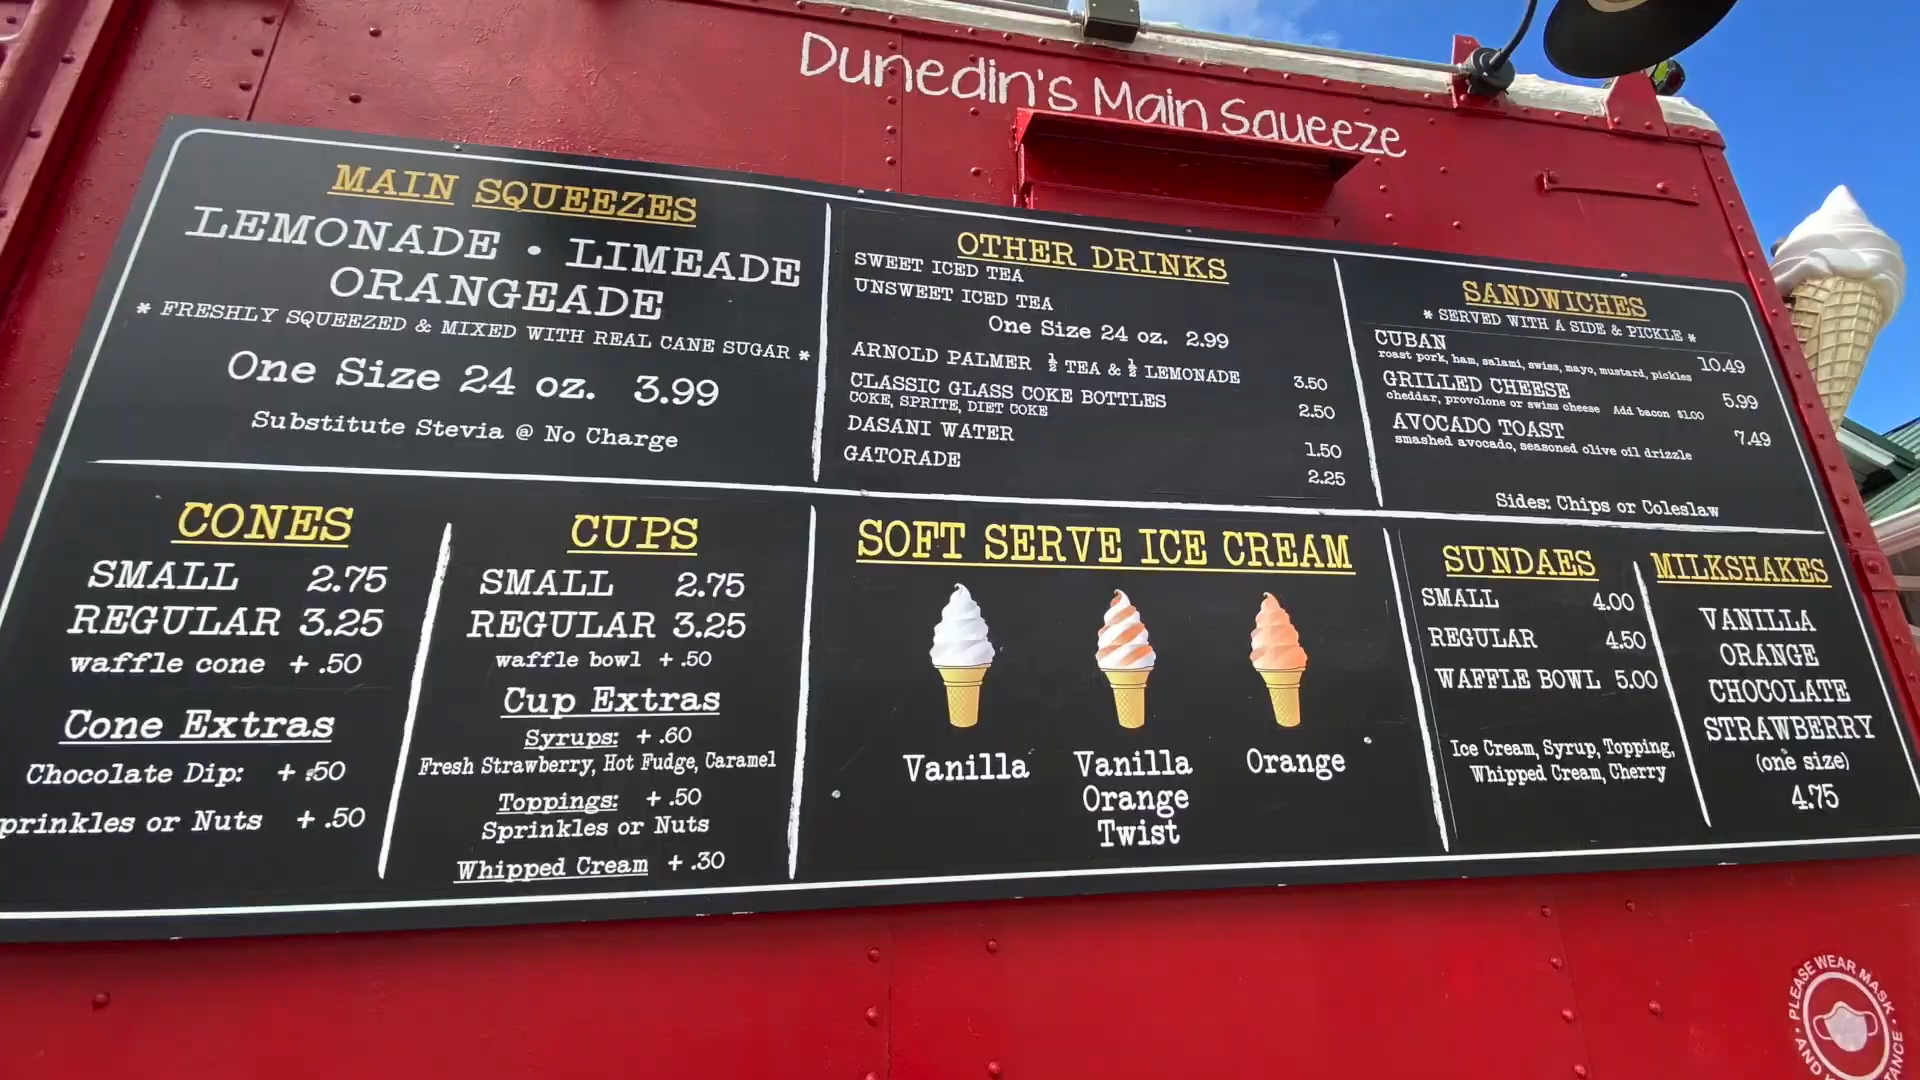 Dunedin's Main Squeeze
MAIN SQUEEZES
LEMONADE • LIMEADE
ORANGEADE
* FRESHLY SQUEEZED & MIXED WITH REAL CANE SUGAR *
One Size 24 oz. 3.99
Substitute Stevia @ No Charge
OTHER DRINKS
SWEET ICED TEA
UNSWEET ICED TEA
One Size 24 oz. 2.99
ARNOLD PALMER ½ TEA & ½ LEMONADE 3.50
CLASSIC GLASS COKE BOTTLES 2.50
COKE, SPRITE, DIET COKE
DASANI WATER 1.50
GATORADE 2.25
SANDWICHES
* SERVED WITH A SIDE & PICKLE *
CUBAN 10.49
roast pork, ham, salami, swiss, mayo, mustard, pickles
GRILLED CHEESE 5.99
cheddar, provolone or swiss cheese Add bacon $1.00
AVOCADO TOAST 7.49
smashed avocado, seasoned olive oil drizzle
Sides: Chips or Coleslaw
CONES
SMALL 2.75
REGULAR 3.25
waffle cone + .50
Cone Extras
Chocolate Dip: + .50
prinkles or Nuts + .50
CUPS
SMALL 2.75
REGULAR 3.25
waffle bowl + .50
Cup Extras
Syrups: + .60
Fresh Strawberry, Hot Fudge, Caramel
Toppings: + .50
Sprinkles or Nuts
Whipped Cream + .30
SOFT SERVE ICE CREAM
Vanilla
Vanilla
Orange
Twist
Orange
SUNDAES
SMALL 4.00
REGULAR 4.50
WAFFLE BOWL 5.00
Ice Cream, Syrup, Topping,
Whipped Cream, Cherry
MILKSHAKES
VANILLA
ORANGE
CHOCOLATE
STRAWBERRY
(one size)
4.75
PLEASE WEAR MASK
AND